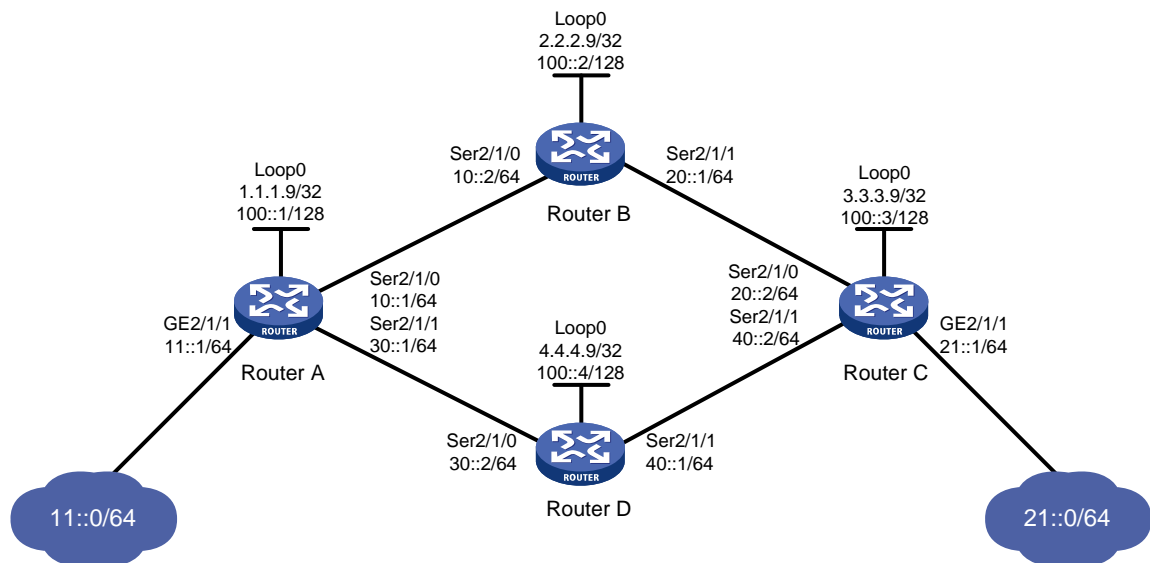 Loop0
2.2.2.9/32
100::2/128
Ser2/1/0
10::2/64
ROUTER
Ser2/1/1
20::1/64
Router B
Loop0
1.1.1.9/32
100::1/128
Loop0
3.3.3.9/32
100::3/128
GE2/1/1
11::1/64
ROUTER
Router A
Ser2/1/0
10::1/64
Ser2/1/1
30::1/64
Loop0
4.4.4.9/32
100::4/128
Ser2/1/0
20::2/64
Ser2/1/1
40::2/64
ROUTER
Router C
GE2/1/1
21::1/64
Ser2/1/0
30::2/64
ROUTER
Router D
Ser2/1/1
40::1/64
11::0/64
21::0/64